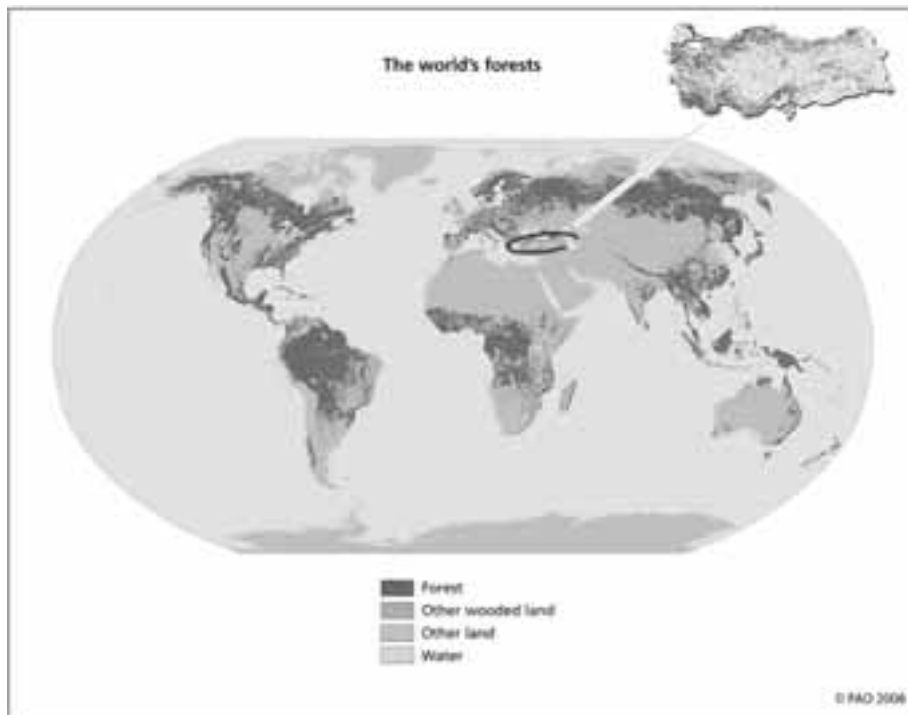 The world's forests
Forest
Other wooded land
Other land
Water
© FAO 2006